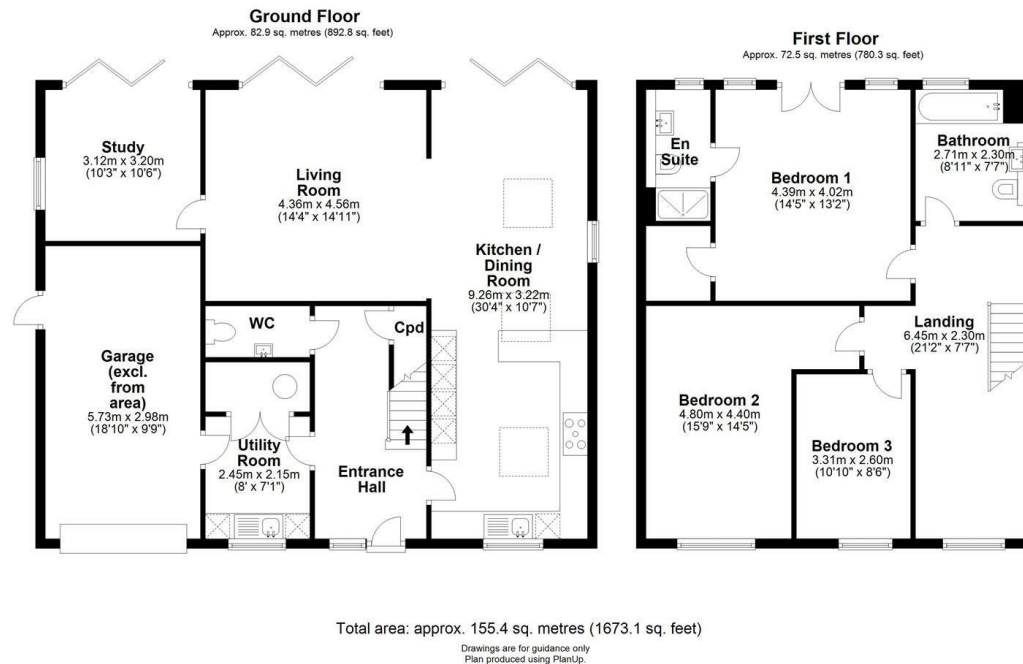 Ground Floor
Approx. 82.9 sq. metres (892.8 sq. feet)
Study
3.12m x 3.20m
(10'3" x 10'6")
Living
Room
4.36m x 4.56m
(14'4" x 14'11")
Kitchen /
Dining
Room
9.26m x 3.22m
(30'4" x 10'7")
WC
Cpd
Garage
(excl.
from
area)
5.73m x 2.98m
(18'10" x 9'9")
Utility
Room
2.45m x 2.15m
(8' x 7'1")
Entrance
Hall
First Floor
Approx. 72.5 sq. metres (780.3 sq. feet)
En
Suite
Bedroom 1
4.39m x 4.02m
(14'5" x 13'2")
Bathroom
2.71m x 2.30m
(8'11" x 7'7")
Landing
6.45m x 2.30m
(21'2" x 7'7")
Bedroom 2
4.80m x 4.40m
(15'9" x 14'5")
Bedroom 3
3.31m x 2.60m
(10'10" x 8'6")
Total area: approx. 155.4 sq. metres (1673.1 sq. feet)
Drawings are for guidance only
Plan produced using PlanUp.